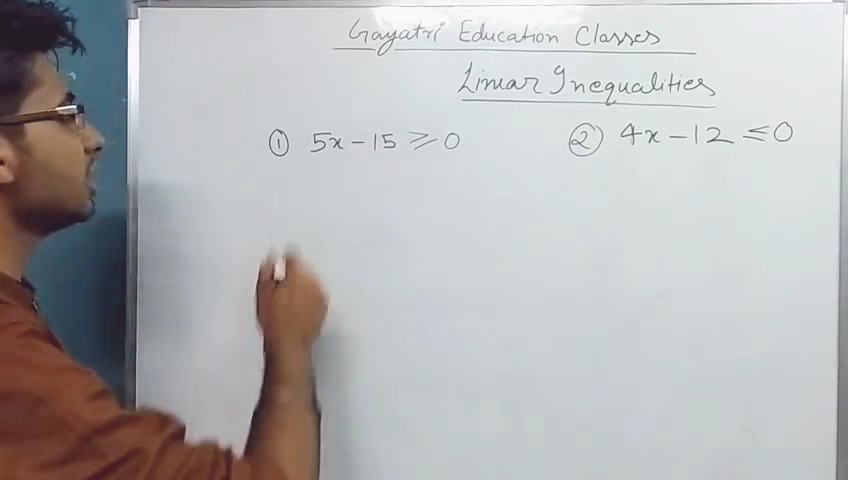 Gayatri Education Classes
Linear Inequalities
① 5x - 15 ⩾ 0
② 4x - 12 ≤ 0